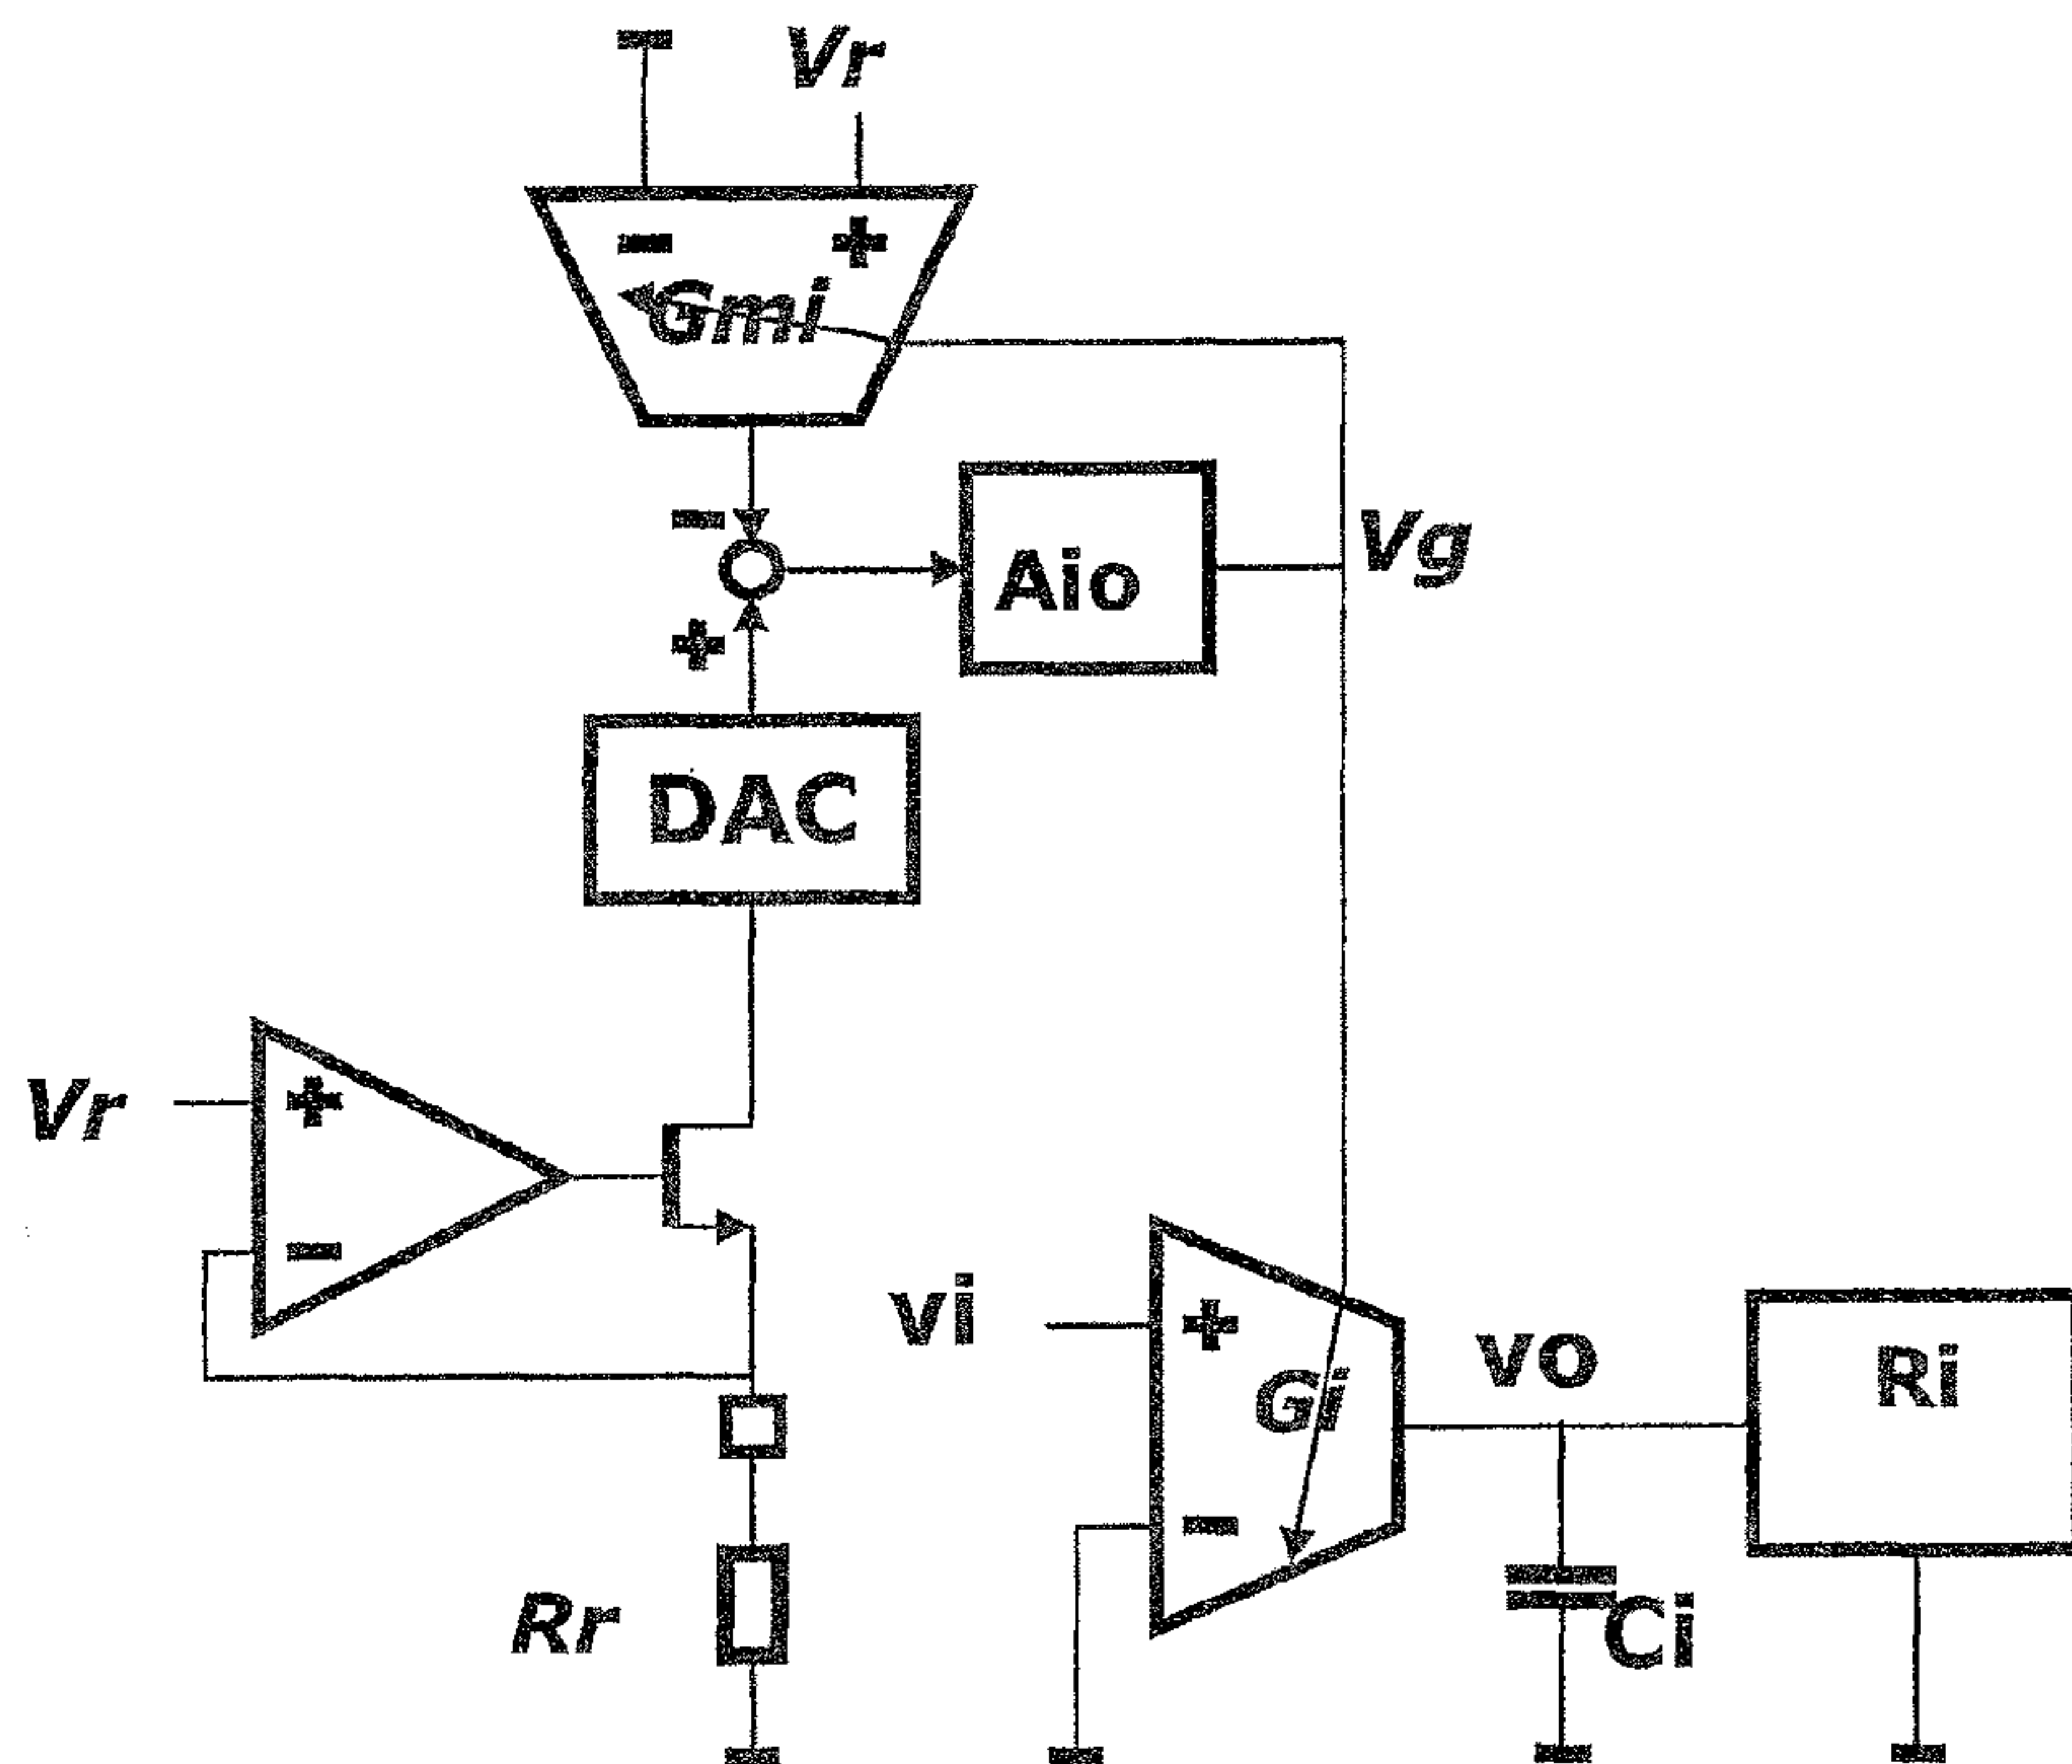 Vr
- +
Gmi
-
Vg
Aio
+
DAC
Vr
+
-
vi
+
Gi
vo
Ri
-
Rr
Ci